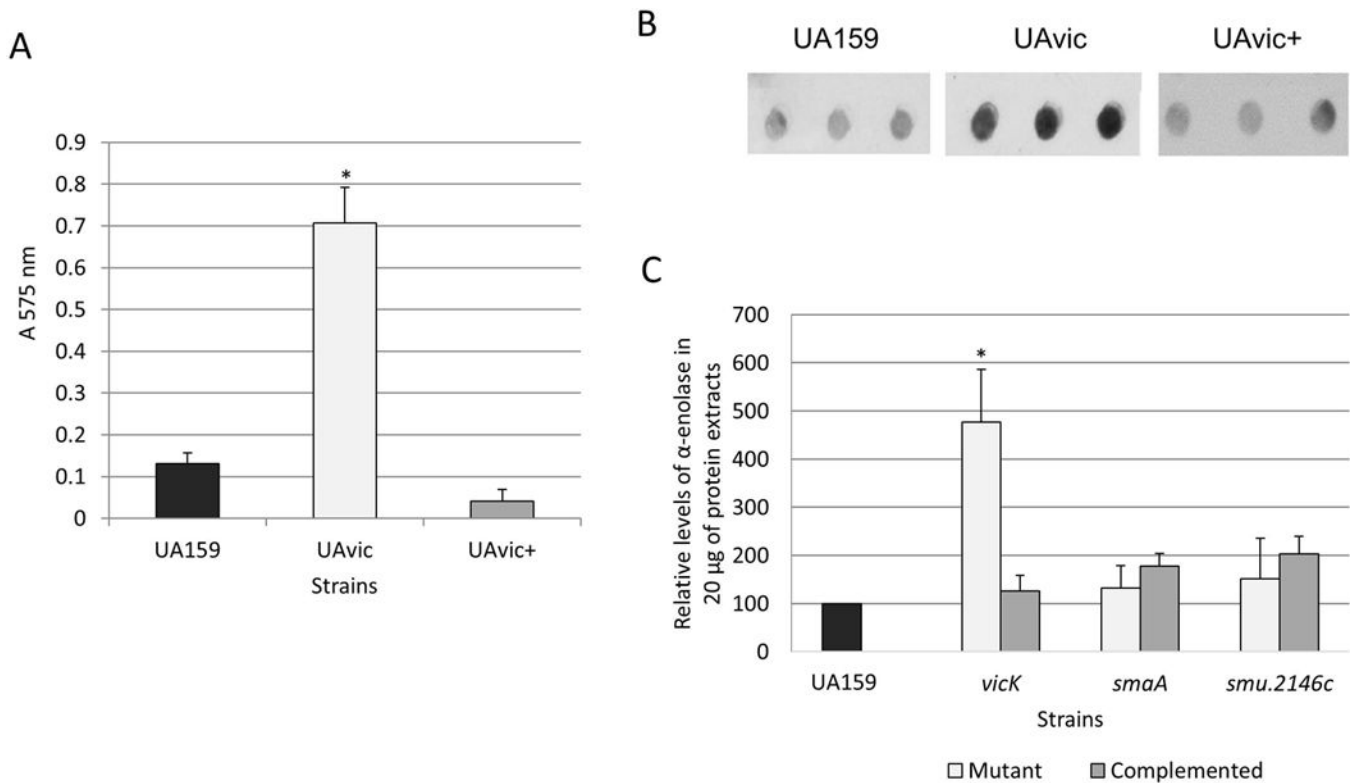 A
0.9
0.8
0.7
0.6
0.5
0.4
0.3
0.2
0.1
0
A 575 nm
*
UA159 UAvic UAvic+
Strains
B
UA159 UAvic UAvic+
C
700
600
500
400
300
200
100
0
Relative levels of α-enolase in
20 µg of protein extracts
*
UA159 vicK smaA smu.2146c
Strains
Mutant Complemented